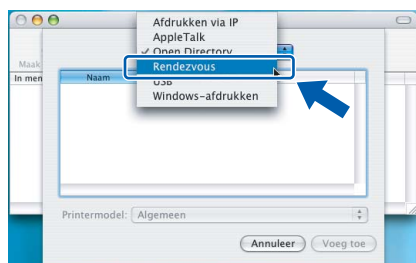 Afdrukken via IP
AppleTalk
✓ Open Directory
Rendezvous
USB
Windows-afdrukken
Maak
In men
Naam
Printermodel: Algemeen
Annuleer
Voeg toe